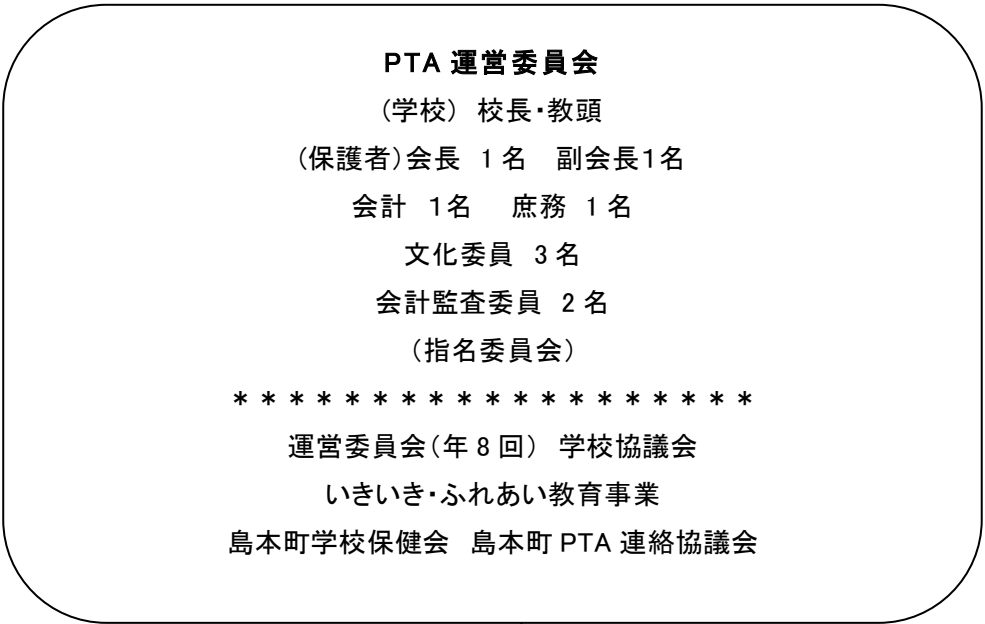 PTA 運営委員会
(学校) 校長・教頭
(保護者)会長 1 名　副会長1名
会計 1名　庶務 1 名
文化委員 3 名
会計監査委員 2 名
(指名委員会)
＊＊＊＊＊＊＊＊＊＊＊＊＊＊＊＊＊＊＊
運営委員会(年 8 回) 学校協議会
いきいき・ふれあい教育事業
島本町学校保健会 島本町 PTA 連絡協議会